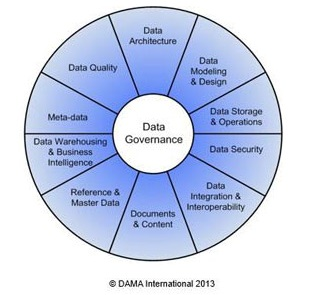 Data
Architecture
Data
Modeling
& Design
Data Storage
& Operations
Data Security
Data
Integration &
Interoperability
Documents
& Content
Reference &
Master Data
Data Warehousing
& Business
Intelligence
Meta-data
Data Quality
Data
Governance
© DAMA International 2013